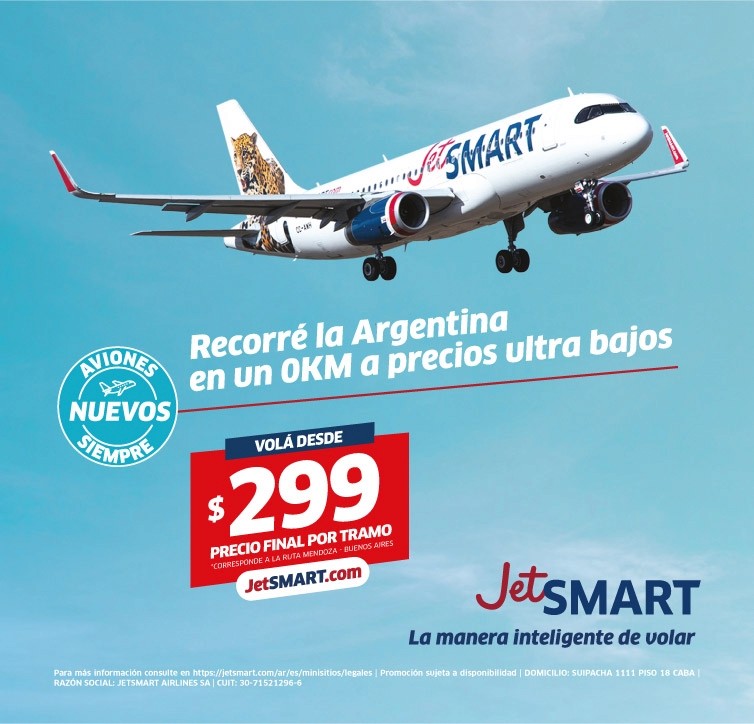 JetSMART
CC-AWH
Recorré la Argentina
en un 0KM a precios ultra bajos
AVIONES
NUEVOS
SIEMPRE
VOLÁ DESDE
$299
PRECIO FINAL POR TRAMO
*CORRESPONDE A LA RUTA MENDOZA - BUENOS AIRES
JetSMART.com
JetSMART
La manera inteligente de volar
Para más información consulte en https://jetsmart.com/ar/es/minisitios/legales | Promoción sujeta a disponibilidad | DOMICILIO: SUIPACHA 1111 PISO 18 CABA |
RAZÓN SOCIAL: JETSMART AIRLINES SA | CUIT: 30-71521296-6